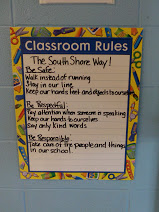 Classroom Rules
The South Shore Way!
Be Safe:
Walk instead of running
Stay in our line
Keep our hands, feet and objects to ourselves
Be Respectful:
Pay attention when someone is speaking
Keep our hands to ourselves
Say only kind words
Be Responsible:
Take care of the people and things
in our school.